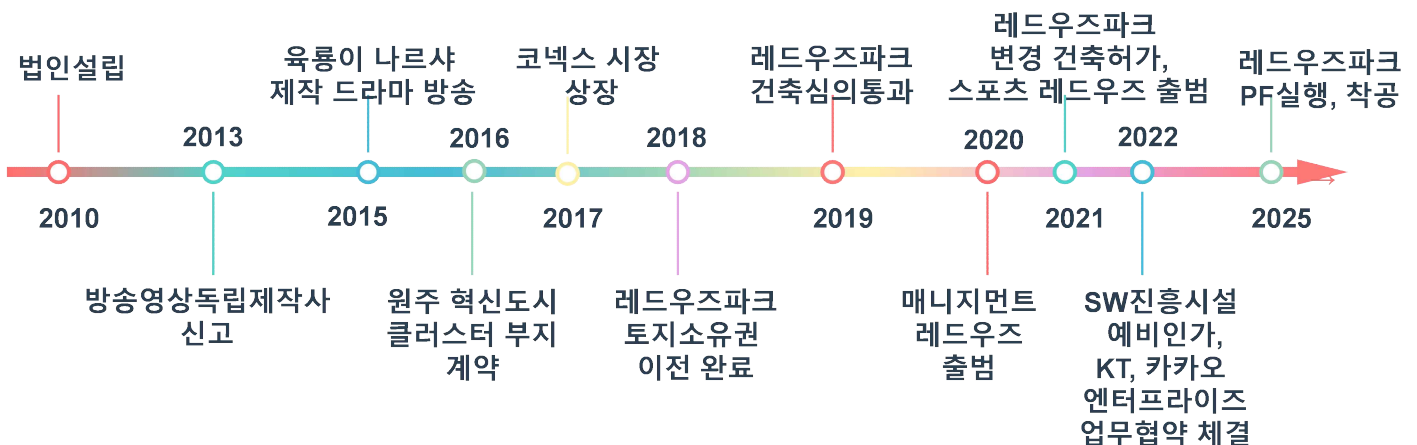 법인설립
2010
2013
방송영상독립제작사
신고
육룡이 나르샤
제작 드라마 방송
2015
2016
원주 혁신도시
클러스터 부지
계약
코넥스 시장
상장
2017
2018
레드우즈파크
토지소유권
이전 완료
레드우즈파크
건축심의통과
2019
2020
매니지먼트
레드우즈
출범
레드우즈파크
변경 건축허가,
스포츠 레드우즈 출범
2021
2022
SW진흥시설
예비인가,
KT, 카카오
엔터프라이즈
업무협약 체결
레드우즈파크
PF실행, 착공
2025